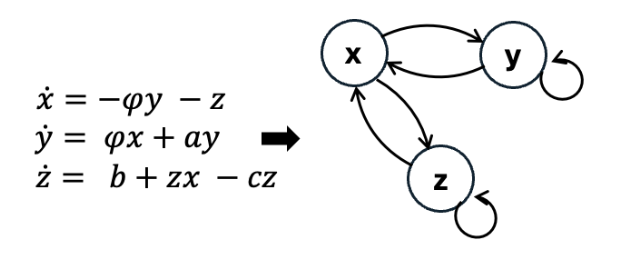 ẋ = −φy − z
ẏ = φx + ay
ż = b + zx − cz
x
y
z